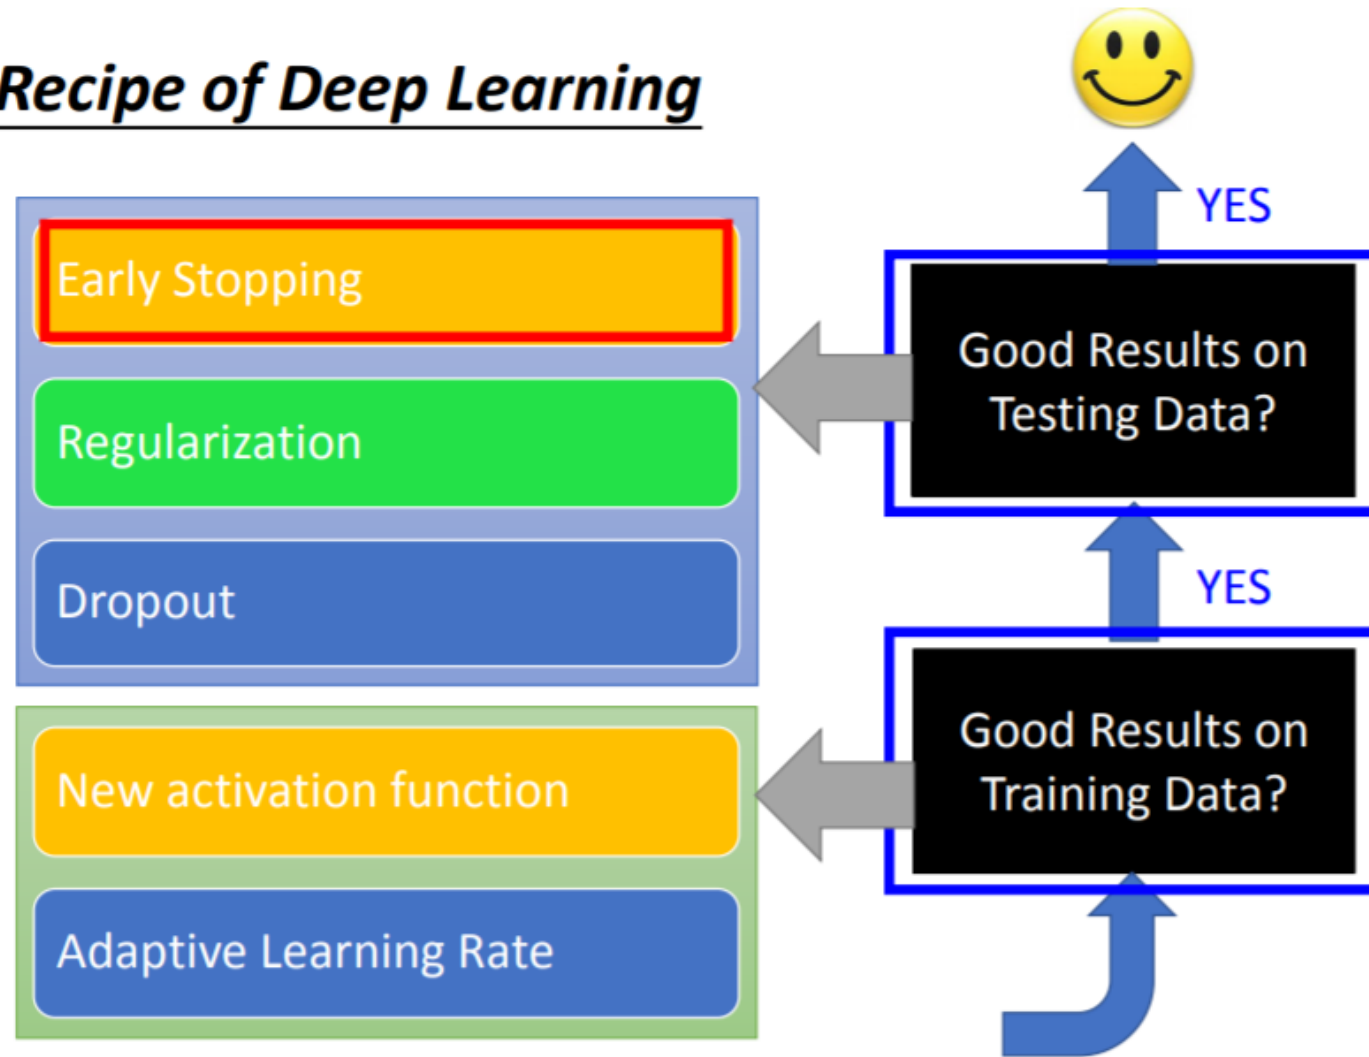 Recipe of Deep Learning
YES
Early Stopping
Good Results on
Testing Data?
Regularization
Dropout
YES
New activation function
Good Results on
Training Data?
Adaptive Learning Rate